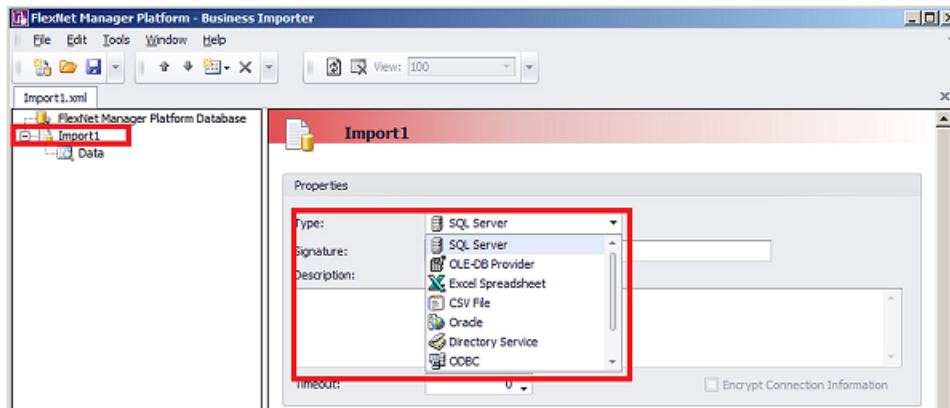 FlexNet Manager Platform - Business Importer
File Edit Tools Window Help
View: 100
Import1.xml
FlexNet Manager Platform Database
Import1
Data
Import1
Properties
Type: SQL Server
SQL Server
Signature:
OLE-DB Provider
Description:
Excel Spreadsheet
CSV File
Oracle
Directory Service
ODBC
Timeout: 0
Encrypt Connection Information